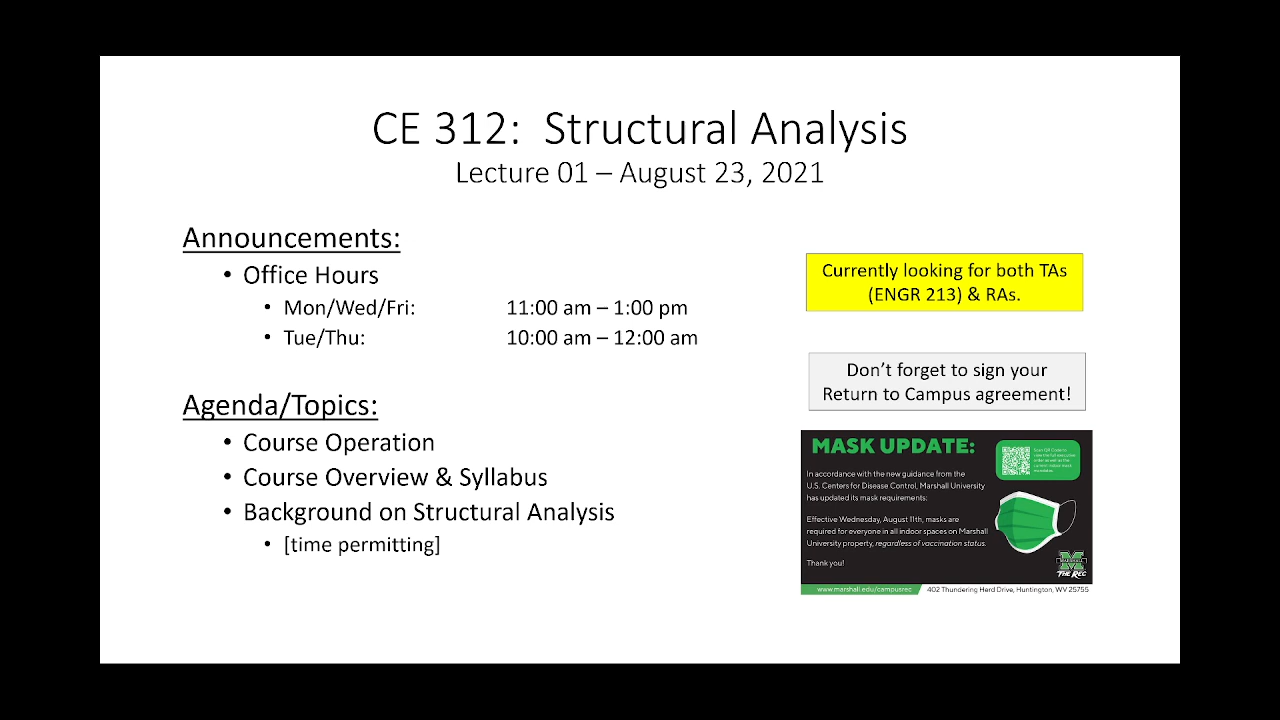 CE 312:  Structural Analysis
Lecture 01 – August 23, 2021
Announcements:
• Office Hours
• Mon/Wed/Fri: 11:00 am – 1:00 pm
• Tue/Thu: 10:00 am – 12:00 am
Agenda/Topics:
• Course Operation
• Course Overview & Syllabus
• Background on Structural Analysis
• [time permitting]
Currently looking for both TAs
(ENGR 213) & RAs.
Don’t forget to sign your
Return to Campus agreement!
MASK UPDATE:
In accordance with the new guidance from the
U.S. Centers for Disease Control, Marshall University
has updated its mask requirements:
Effective Wednesday, August 11th, masks are
required for everyone in all indoor spaces on Marshall
University property, regardless of vaccination status.
Thank you!
MARSHALL
THE REC
www.marshall.edu/campusrec
402 Thundering Herd Drive, Huntington, WV 25755